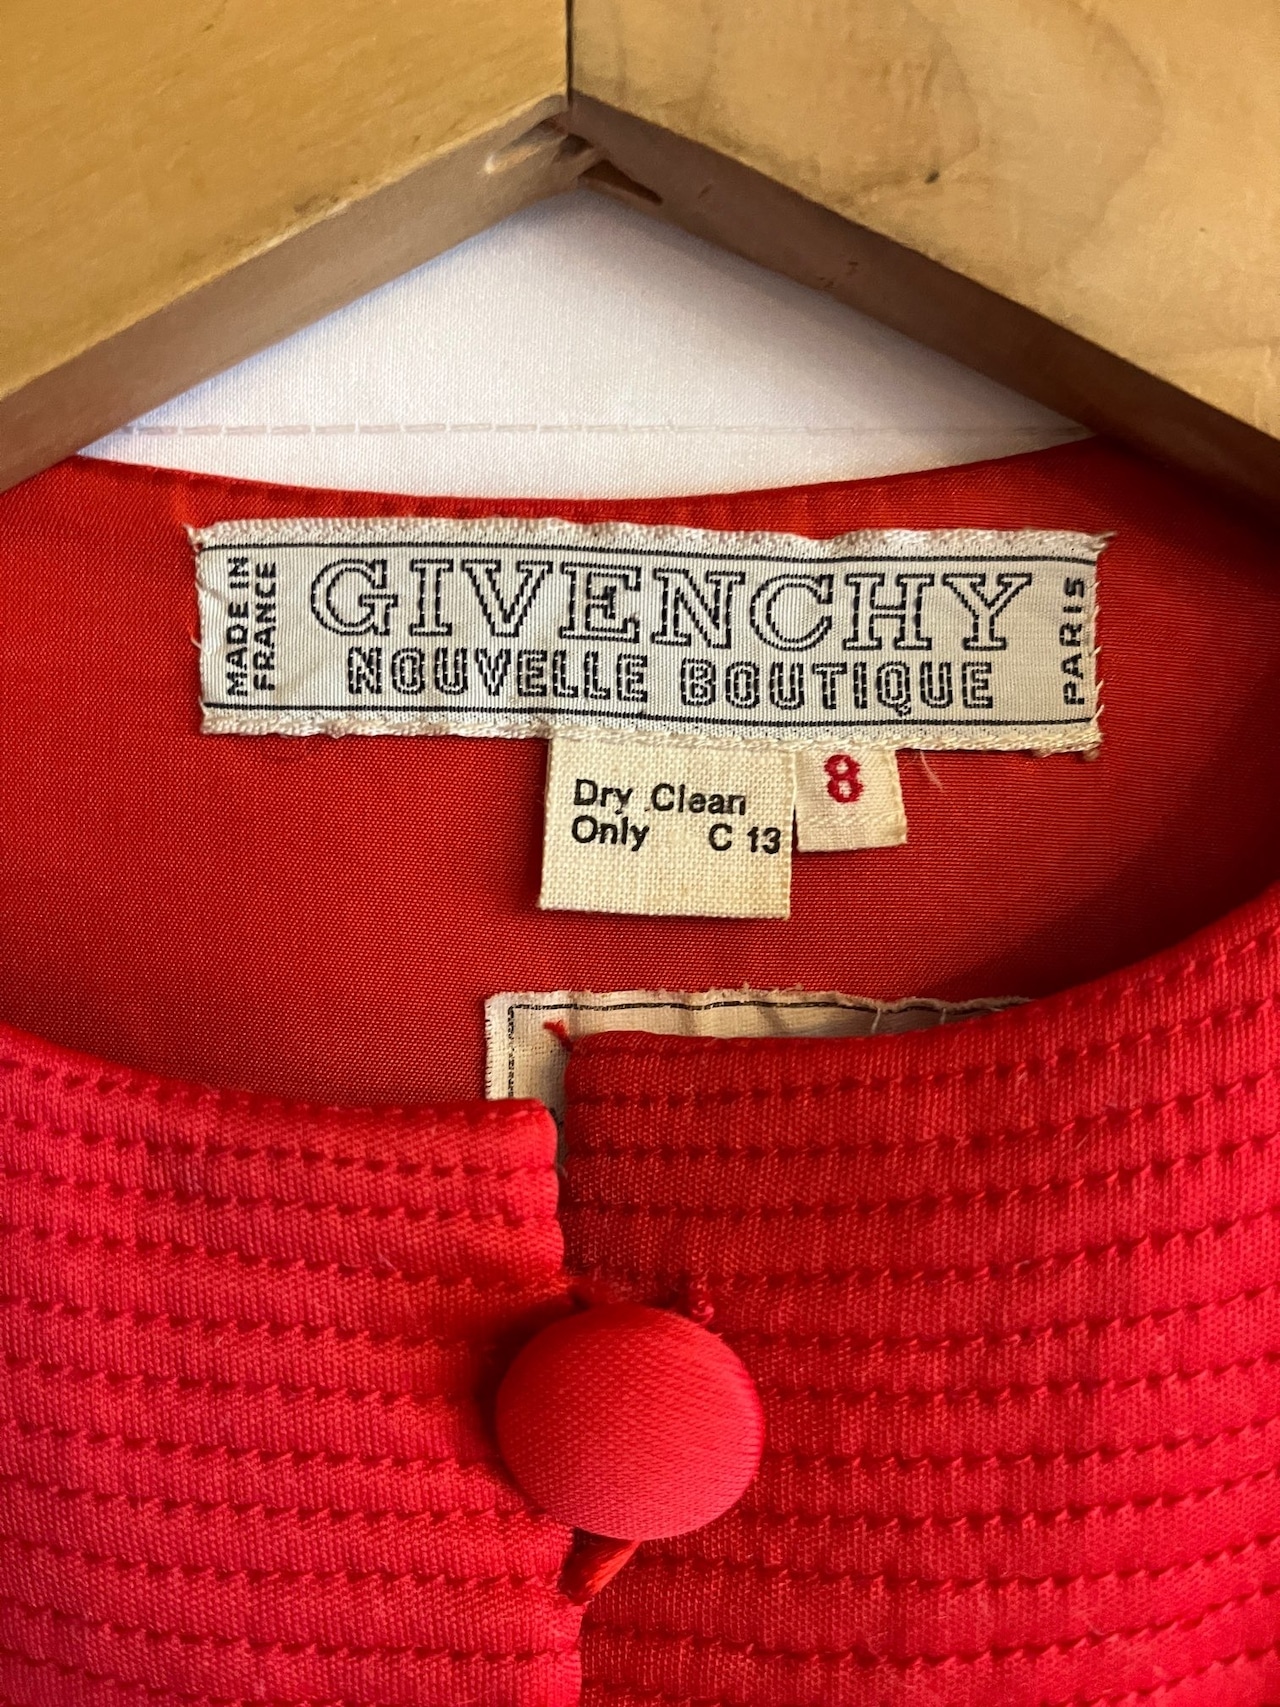 MADE IN
FRANCE
GIVENCHY
NOUVELLE BOUTIQUE
PARIS
Dry Clean
Only C 13
8